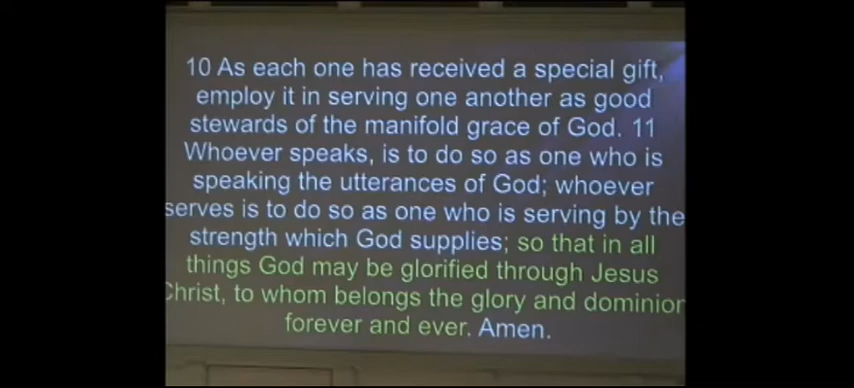 10 As each one has received a special gift,
employ it in serving one another as good
stewards of the manifold grace of God. 11
Whoever speaks, is to do so as one who is
speaking the utterances of God; whoever
serves is to do so as one who is serving by the
strength which God supplies; so that in all
things God may be glorified through Jesus
Christ, to whom belongs the glory and dominion
forever and ever. Amen.